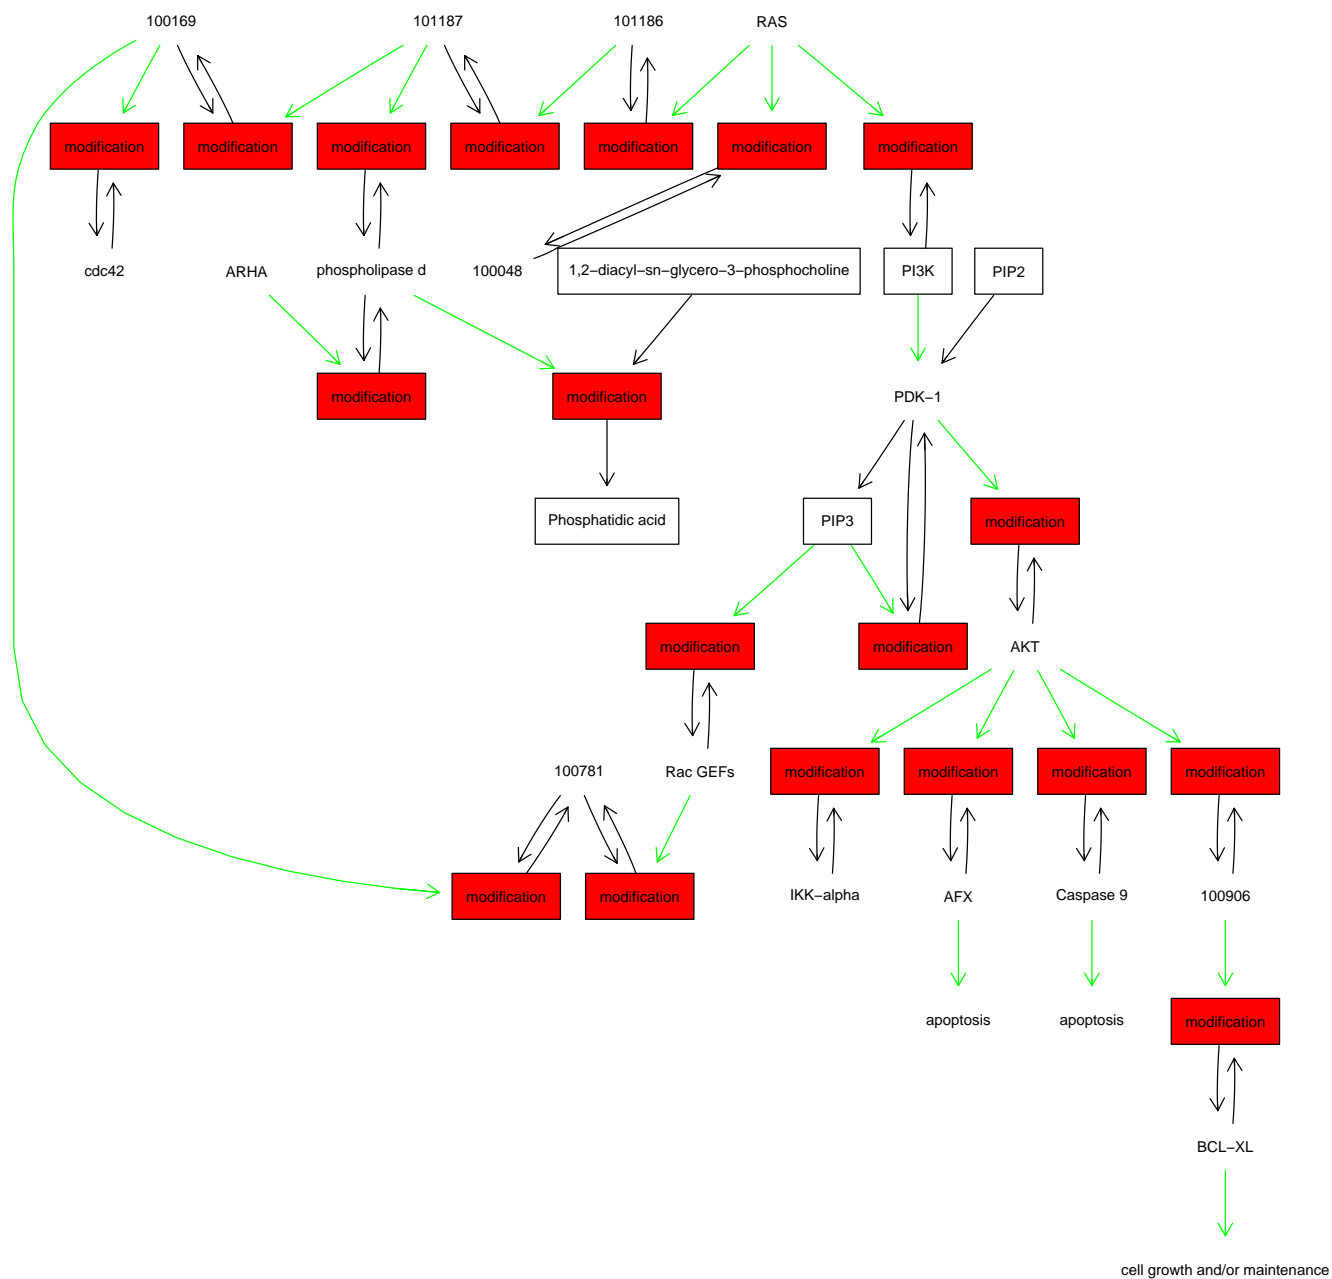 100169
101187
101186
RAS
modification
modification
modification
modification
modification
modification
modification
cdc42
ARHA
phospholipase d
100048
1,2−diacyl−sn−glycero−3−phosphocholine
PI3K
PIP2
modification
modification
PDK−1
Phosphatidic acid
PIP3
modification
modification
modification
AKT
100781
Rac GEFs
modification
modification
modification
modification
modification
modification
IKK−alpha
AFX
Caspase 9
100906
apoptosis
apoptosis
modification
BCL−XL
cell growth and/or maintenance